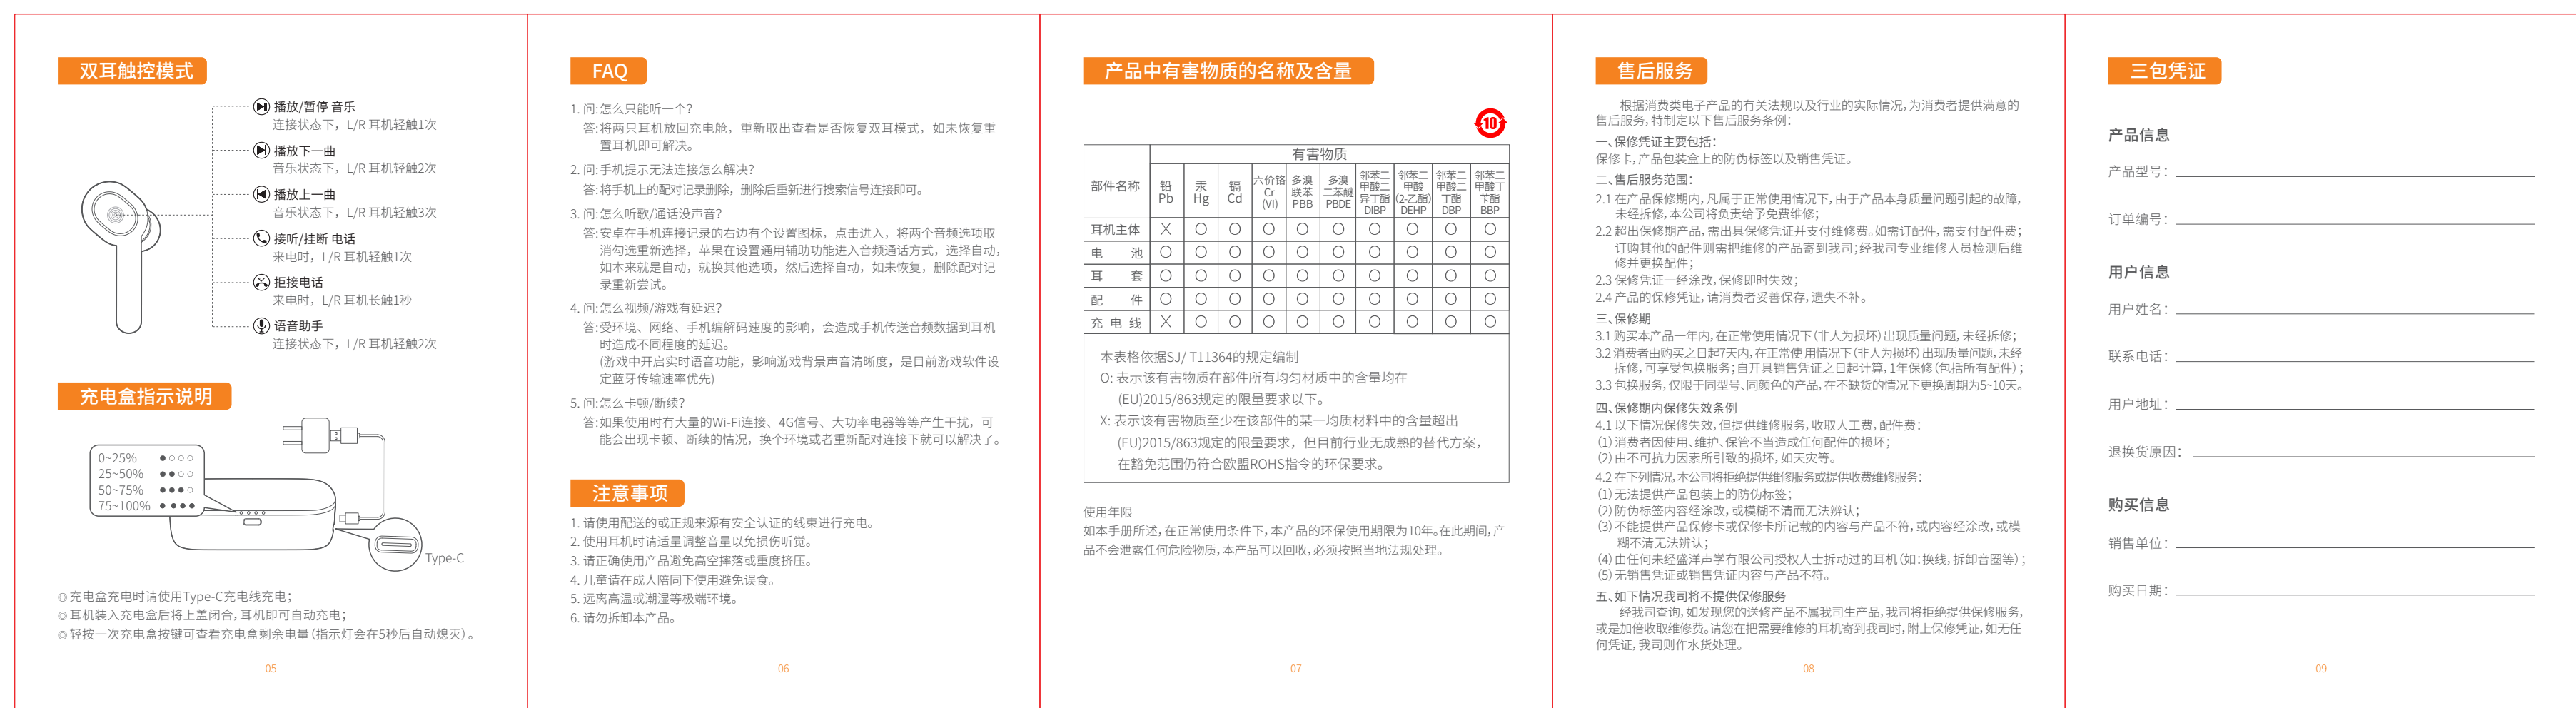 双耳触控模式
播放/暂停 音乐
连接状态下，L/R 耳机轻触1次
播放下一曲
音乐状态下，L/R 耳机轻触2次
播放上一曲
音乐状态下，L/R 耳机轻触3次
接听/挂断 电话
来电时，L/R 耳机轻触1次
拒接电话
来电时，L/R 耳机长触1秒
语音助手
连接状态下，L/R 耳机轻触2次
充电盒指示说明
0~25%
25~50%
50~75%
75~100%
Type-C
◎ 充电盒充电时请使用Type-C充电线充电；
◎ 耳机装入充电盒后将上盖闭合，耳机即可自动充电；
◎ 轻按一次充电盒按键可查看充电盒剩余电量（指示灯会在5秒后自动熄灭）。
05
FAQ
1. 问：怎么只能听一个？
答：将两只耳机放回充电舱，重新取出查看是否恢复双耳模式，如未恢复重
置耳机即可解决。
2. 问：手机提示无法连接怎么解决？
答：将手机上的配对记录删除，删除后重新进行搜索信号连接即可。
3. 问：怎么听歌/通话没声音？
答：安卓在手机连接记录的右边有个设置图标，点击进入，将两个音频选项取
消勾选重新选择，苹果在设置通用辅助功能进入音频通话方式，选择自动，
如本来就是自动，就换其他选项，然后选择自动，如未恢复，删除配对记
录重新尝试。
4. 问：怎么视频/游戏有延迟？
答：受环境、网络、手机编解码速度的影响，会造成手机传送音频数据到耳机
时造成不同程度的延迟。
(游戏中开启实时语音功能，影响游戏背景声音清晰度，是目前游戏软件设
定蓝牙传输速率优先)
5. 问：怎么卡顿/断续？
答：如果使用时有大量的Wi-Fi连接、4G信号、大功率电器等等产生干扰，可
能会出现卡顿、断续的情况，换个环境或者重新配对连接下就可以解决了。
注意事项
1. 请使用配送的或正规来源有安全认证的线束进行充电。
2. 使用耳机时请适量调整音量以免损伤听觉。
3. 请正确使用产品避免高空摔落或重度挤压。
4. 儿童请在成人陪同下使用避免误食。
5. 远离高温或潮湿等极端环境。
6. 请勿拆卸本产品。
06
产品中有害物质的名称及含量
10
部件名称 有害物质
铅 Pb 汞 Hg 镉 Cd 六价铬 Cr (VI) 多溴联苯 PBB 多溴二苯醚 PBDE 邻苯二甲酸二异丁酯 DIBP 邻苯二甲酸(2-乙酯) DEHP 邻苯二甲酸二丁酯 DBP 邻苯二甲酸丁苄酯 BBP
耳机主体 X O O O O O O O O O
电池 O O O O O O O O O O
耳套 O O O O O O O O O O
配件 O O O O O O O O O O
充电线 X O O O O O O O O O
本表格依据SJ/ T11364的规定编制
O: 表示该有害物质在部件所有均匀材质中的含量均在
(EU)2015/863规定的限量要求以下。
X: 表示该有害物质至少在该部件的某一均质材料中的含量超出
(EU)2015/863规定的限量要求，但目前行业无成熟的替代方案，
在豁免范围仍符合欧盟ROHS指令的环保要求。
使用年限
如本手册所述，在正常使用条件下，本产品的环保使用期限为10年。在此期间，产
品不会泄露任何危险物质，本产品可以回收，必须按照当地法规处理。
07
售后服务
根据消费类电子产品的有关法规以及行业的实际情况，为消费者提供满意的
售后服务，特制定以下售后服务条例：
一、保修凭证主要包括：
保修卡，产品包装盒上的防伪标签以及销售凭证。
二、售后服务范围：
2.1 在产品保修期内，凡属于正常使用情况下，由于产品本身质量问题引起的故障，
未经拆修，本公司将负责给予免费维修；
2.2 超出保修期产品，需出具保修凭证并支付维修费。如需订配件，需支付配件费；
订购其他的配件则需把维修的产品寄到我司；经我司专业维修人员检测后维
修并更换配件；
2.3 保修凭证一经涂改，保修即时失效；
2.4 产品的保修凭证，请消费者妥善保存，遗失不补。
三、保修期
3.1 购买本产品一年内，在正常使用情况下（非人为损坏）出现质量问题，未经拆修；
3.2 消费者由购买之日起7天内，在正常使用情况下（非人为损坏）出现质量问题，未经
拆修，可享受包换服务；自开具销售凭证之日起计算，1年保修（包括所有配件）；
3.3 包换服务，仅限于同型号、同颜色的产品，在不缺货的情况下更换周期为5~10天。
四、保修期内保修失效条例
4.1 以下情况保修失效，但提供维修服务，收取人工费，配件费：
（1）消费者因使用、维护、保管不当造成任何配件的损坏；
（2）由不可抗力因素所引致的损坏，如天灾等。
4.2 在下列情况，本公司将拒绝提供维修服务或提供收费维修服务：
（1）无法提供产品包装上的防伪标签；
（2）防伪标签内容经涂改，或模糊不清而无法辨认；
（3）不能提供产品保修卡或保修卡所记载的内容与产品不符，或内容经涂改，或模
糊不清无法辨认；
（4）由任何未经盛洋声学有限公司授权人士拆动过的耳机（如：换线，拆卸音圈等）；
（5）无销售凭证或销售凭证内容与产品不符。
五、如下情况我司将不提供保修服务
经我司查询，如发现您的送修产品不属我司生产品，我司将拒绝提供保修服务，
或是加倍收取维修费。请您在把需要维修的耳机寄到我司时，附上保修凭证，如无任
何凭证，我司则作水货处理。
08
三包凭证
产品信息
产品型号：
订单编号：
用户信息
用户姓名：
联系电话：
用户地址：
退换货原因：
购买信息
销售单位：
购买日期：
09